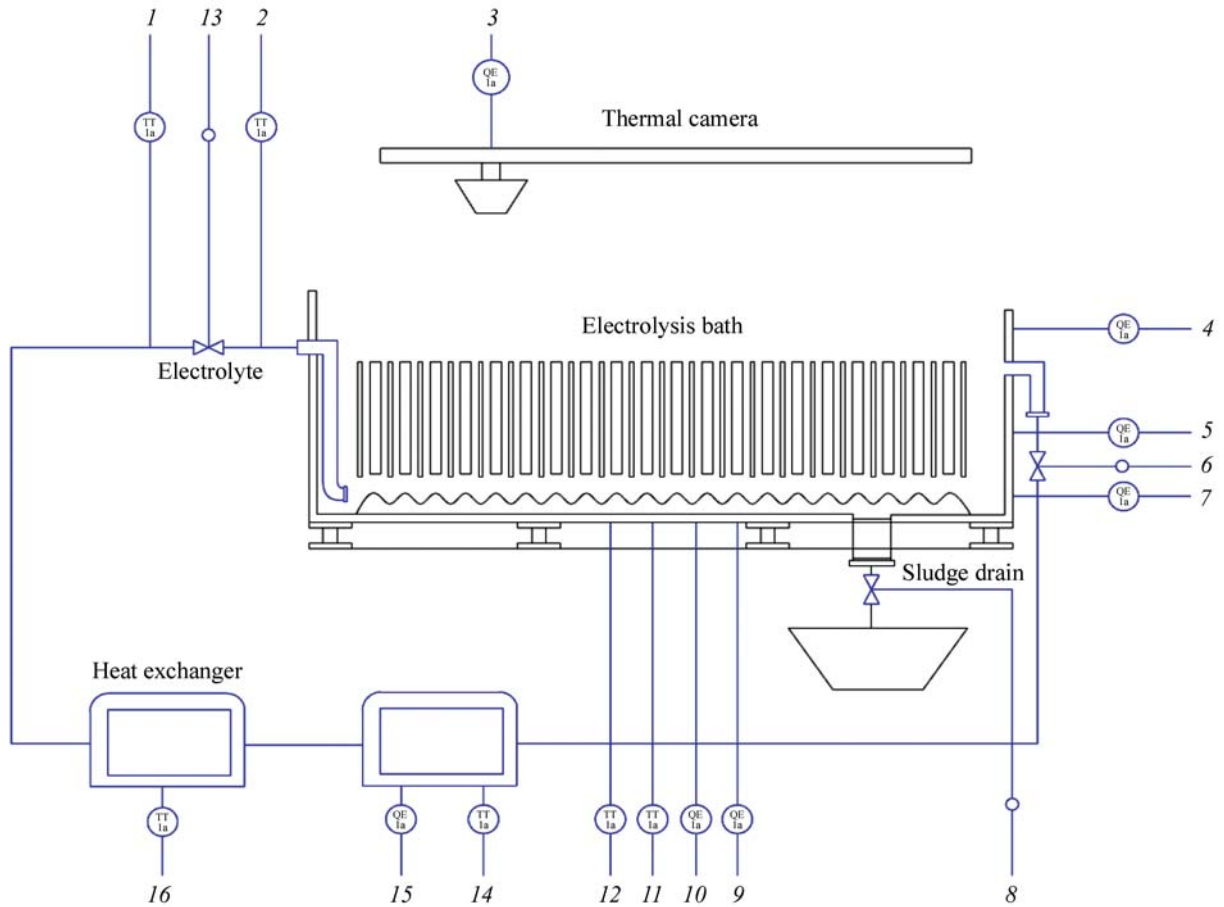 1 13 2 3
QE
1a
TT
1a
TT
1a
Thermal camera
Electrolysis bath
QE
1a
4
Electrolyte
QE
1a
5
6
QE
1a
7
Sludge drain
Heat exchanger
TT
1a
QE
1a
TT
1a
TT
1a
TT
1a
QE
1a
QE
1a
16 15 14 12 11 10 9 8